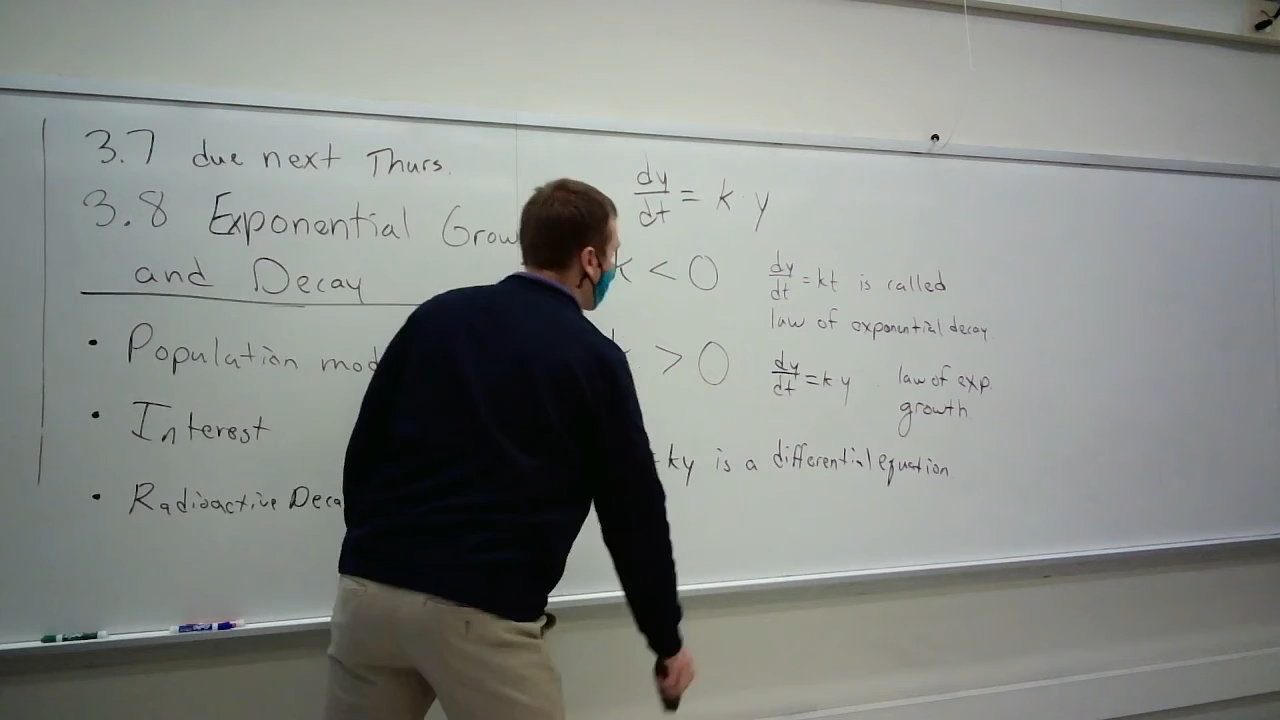 3.7 due next Thurs.
3.8 Exponential Grow
and Decay
• Population mod
• Interest
• Radioactive Deca
dy/dt = k · y
k < 0
dy/dt = kt is called
law of exponential decay
> 0
dy/dt = ky law of exp.
growth
=ky is a differential equation